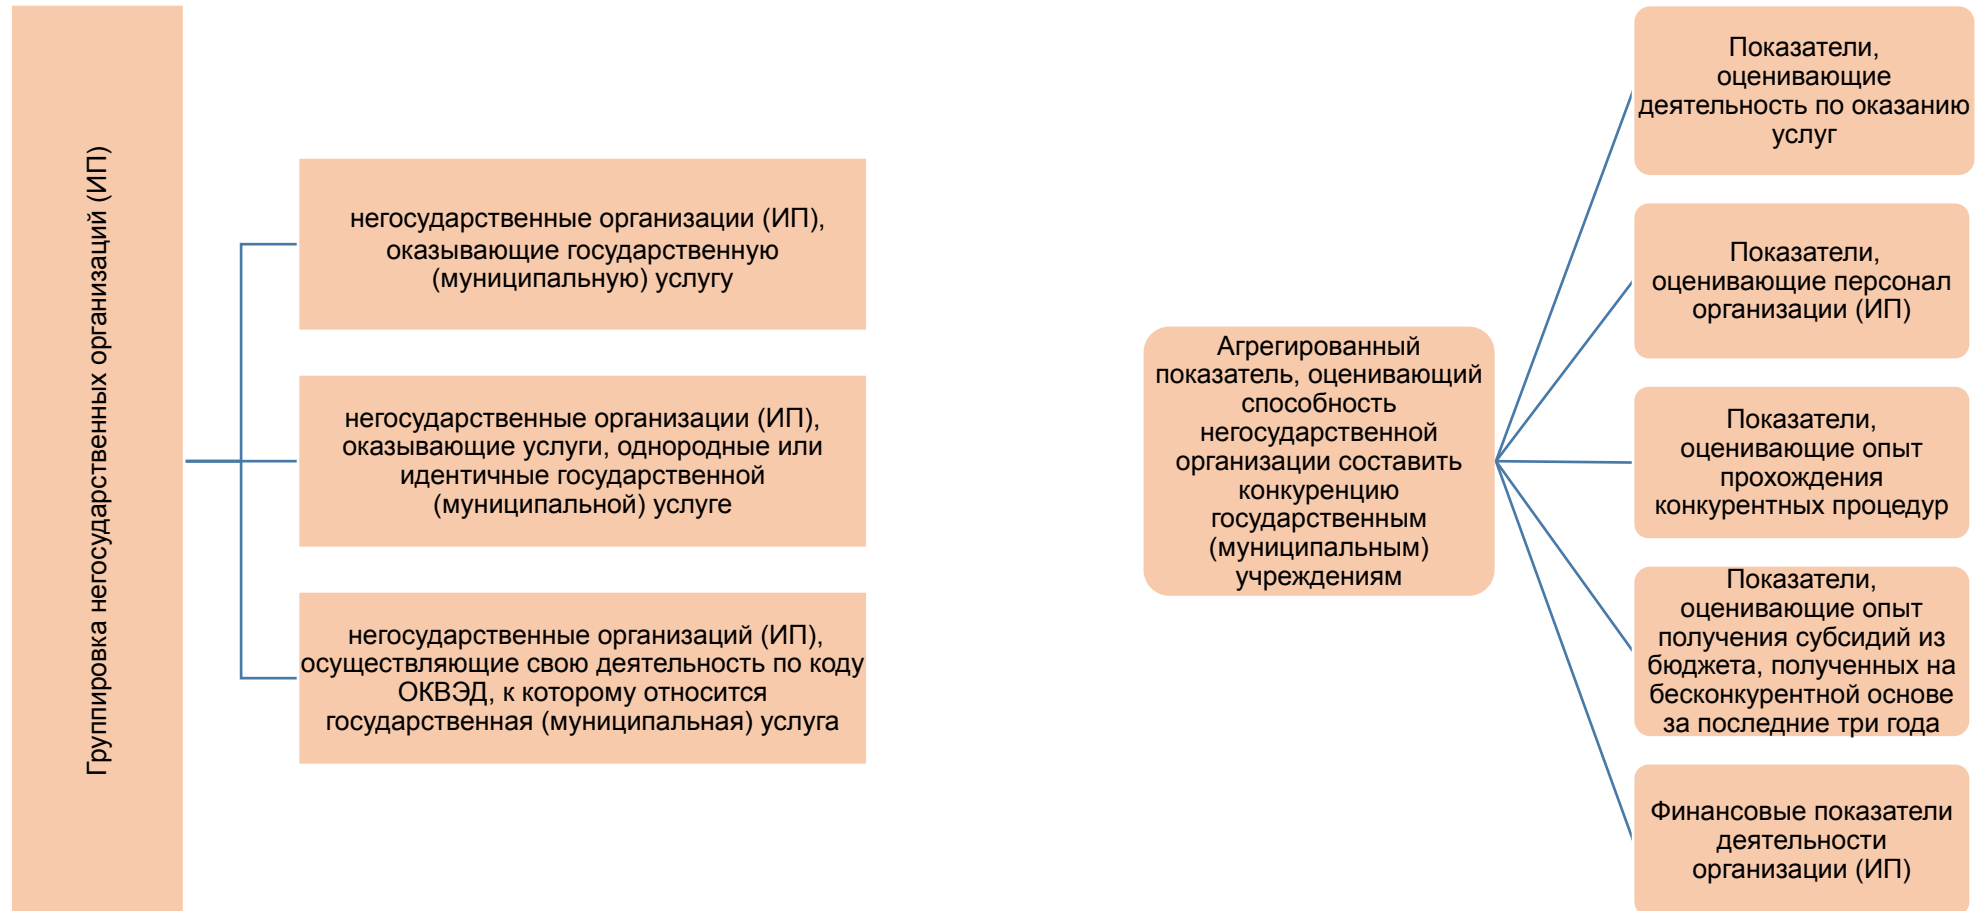 Группировка негосударственных организаций (ИП)
негосударственные организации (ИП),
оказывающие государственную
(муниципальную) услугу
негосударственные организации (ИП),
оказывающие услуги, однородные или
идентичные государственной
(муниципальной) услуге
негосударственные организаций (ИП),
осуществляющие свою деятельность по коду
ОКВЭД, к которому относится
государственная (муниципальная) услуга
Агрегированный
показатель, оценивающий
способность
негосударственной
организации составить
конкуренцию
государственным
(муниципальным)
учреждениям
Показатели,
оценивающие
деятельность по оказанию
услуг
Показатели,
оценивающие персонал
организации (ИП)
Показатели,
оценивающие опыт
прохождения
конкурентных процедур
Показатели,
оценивающие опыт
получения субсидий из
бюджета, полученных на
бесконкурентной основе
за последние три года
Финансовые показатели
деятельности
организации (ИП)